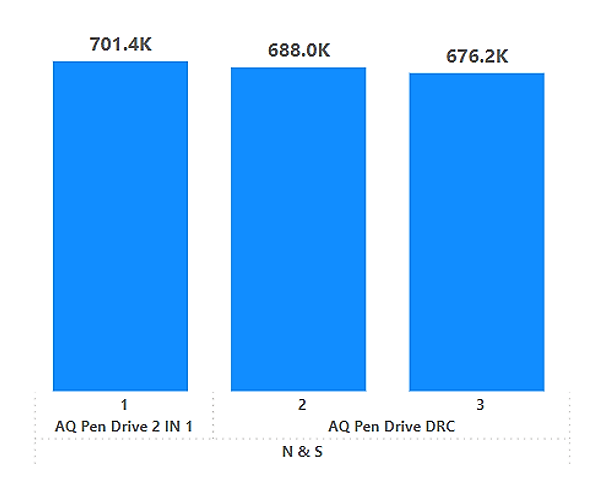 701.4K
688.0K
676.2K
1 2 3
AQ Pen Drive 2 IN 1 AQ Pen Drive DRC
N & S